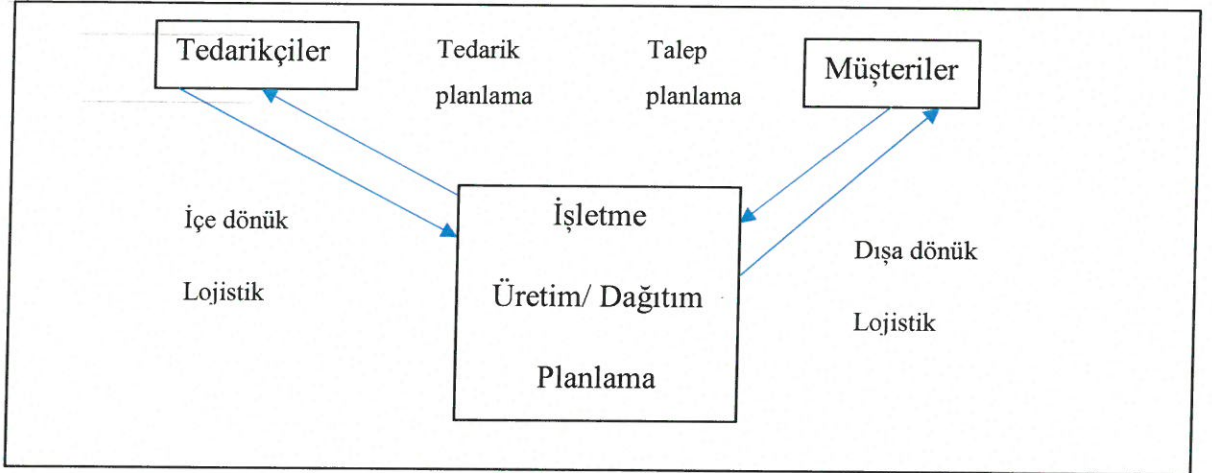 Tedarikçiler
Tedarik
planlama
Talep
planlama
Müşteriler
İçe dönük
Lojistik
İşletme
Üretim/ Dağıtım
Planlama
Dışa dönük
Lojistik